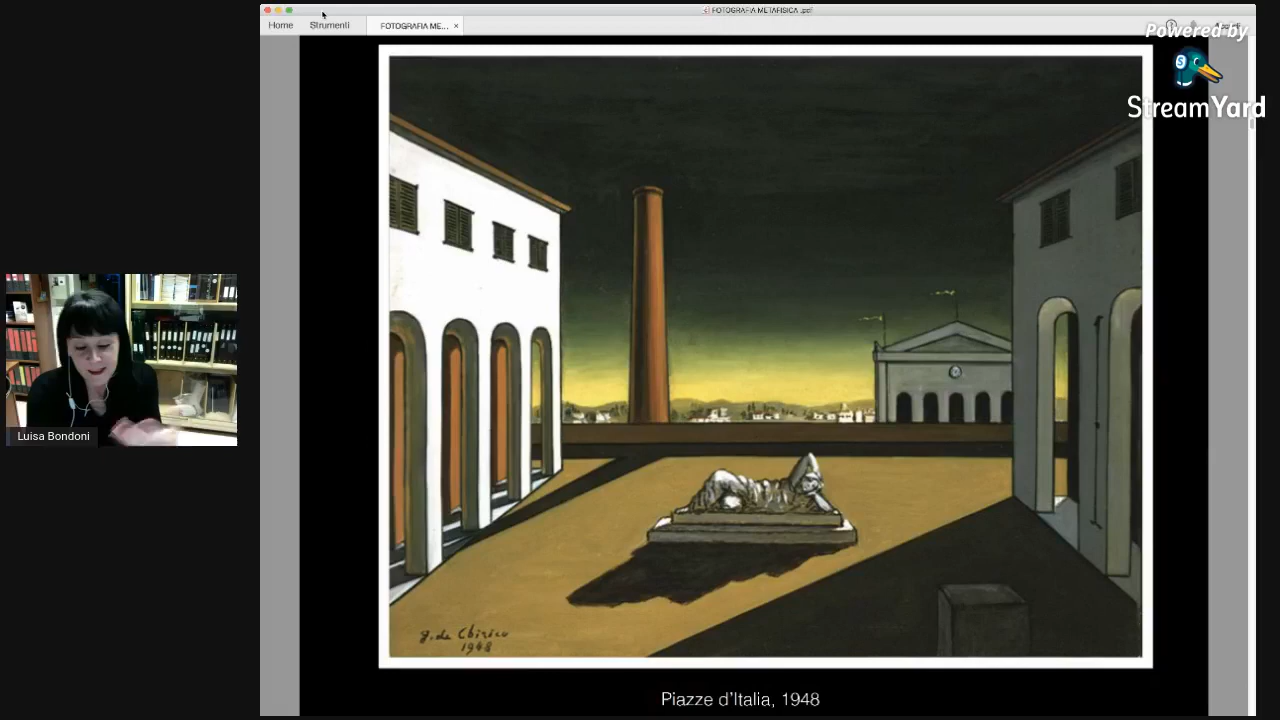 FOTOGRAFIA METAFISICA .pdf
Home
Strumenti
FOTOGRAFIA ME... ×
Powered by
S
StreamYard
Luisa Bondoni
g. de Chirico
1948
Piazze d'Italia, 1948